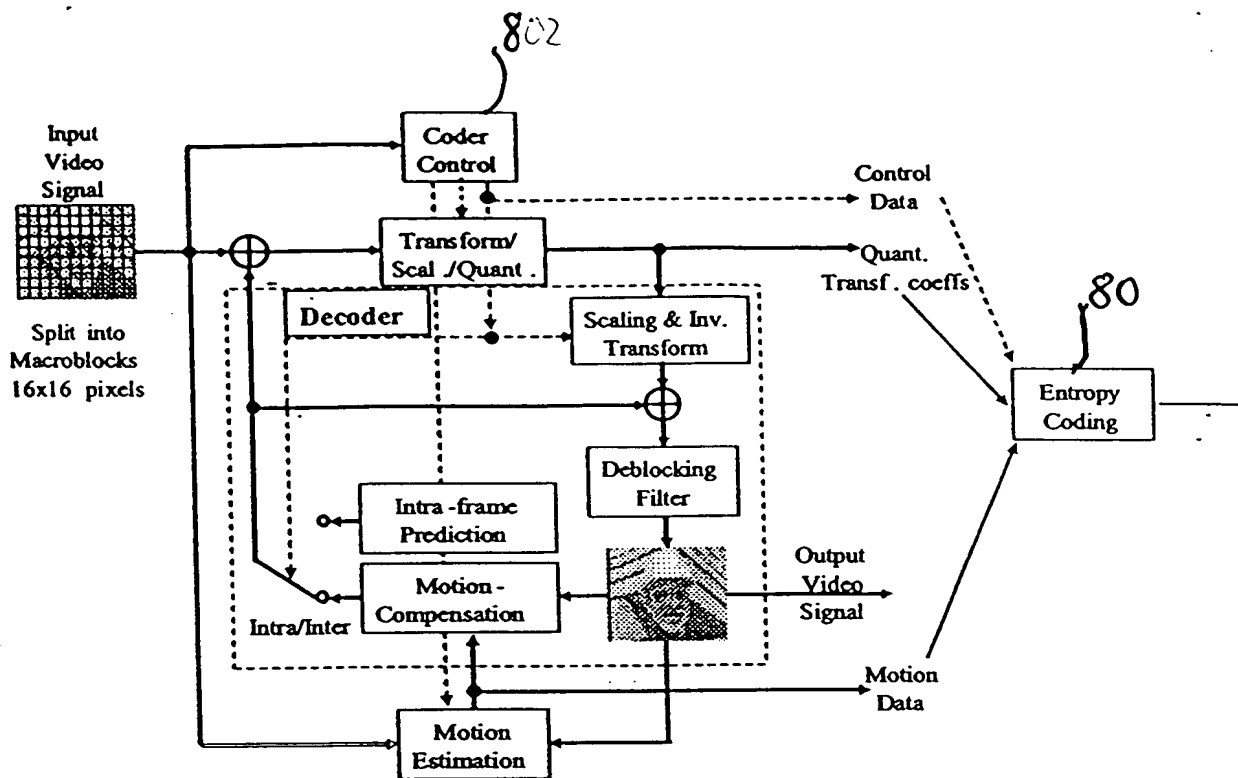 802
Input
Video
Signal
Coder
Control
Control
Data
Transform/
Scal ./Quant .
Quant.
Transf . coeffs
Split into
Macroblocks
16x16 pixels
Decoder
Scaling & Inv.
Transform
80
Entropy
Coding
Deblocking
Filter
Intra -frame
Prediction
Output
Video
Signal
Motion -
Compensation
Intra/Inter
Motion
Data
Motion
Estimation